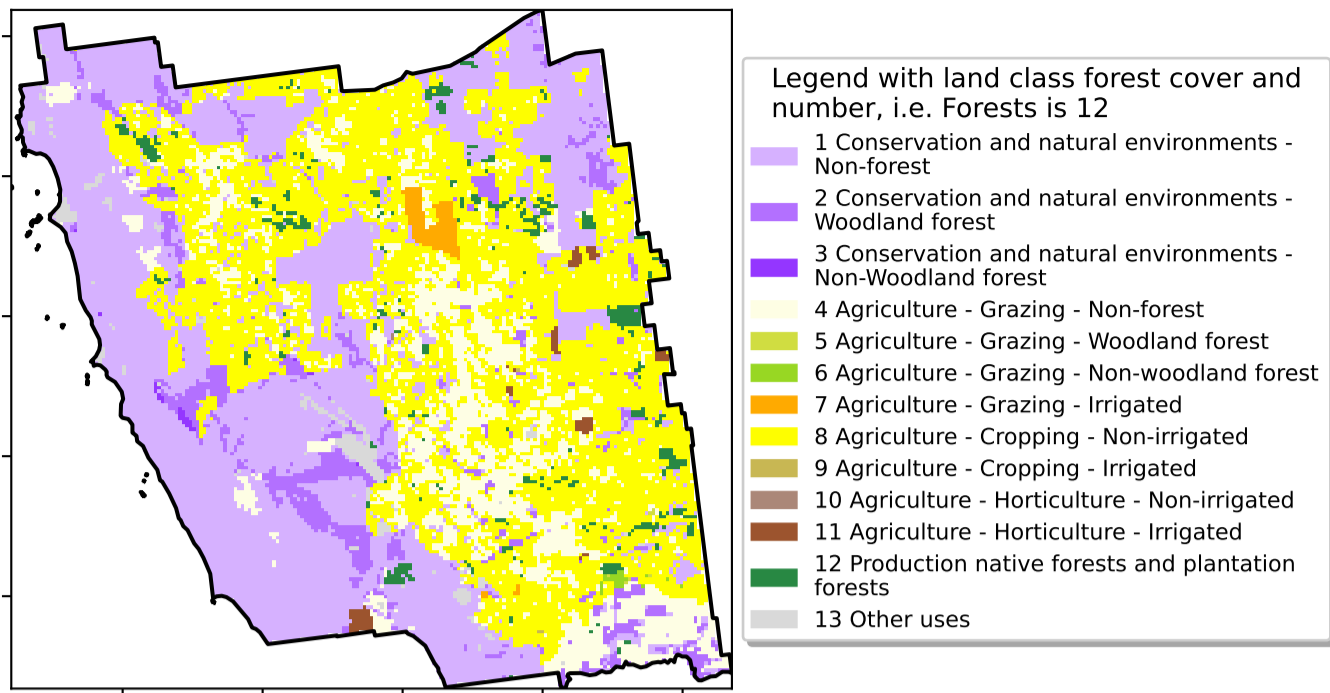 Legend with land class forest cover and
number, i.e. Forests is 12
1 Conservation and natural environments -
Non-forest
2 Conservation and natural environments -
Woodland forest
3 Conservation and natural environments -
Non-Woodland forest
4 Agriculture - Grazing - Non-forest
5 Agriculture - Grazing - Woodland forest
6 Agriculture - Grazing - Non-woodland forest
7 Agriculture - Grazing - Irrigated
8 Agriculture - Cropping - Non-irrigated
9 Agriculture - Cropping - Irrigated
10 Agriculture - Horticulture - Non-irrigated
11 Agriculture - Horticulture - Irrigated
12 Production native forests and plantation
forests
13 Other uses